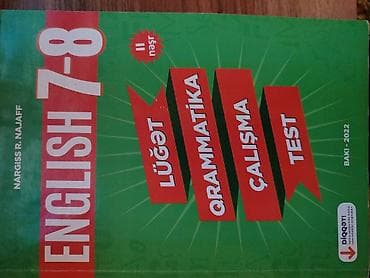 NARGISS R. NAJAFF
ENGLISH 7-8
II
nəşr
LÜĞƏT
QRAMMATİKA
ÇALIŞMA
TEST
BAKI - 2022
DİQQƏT!